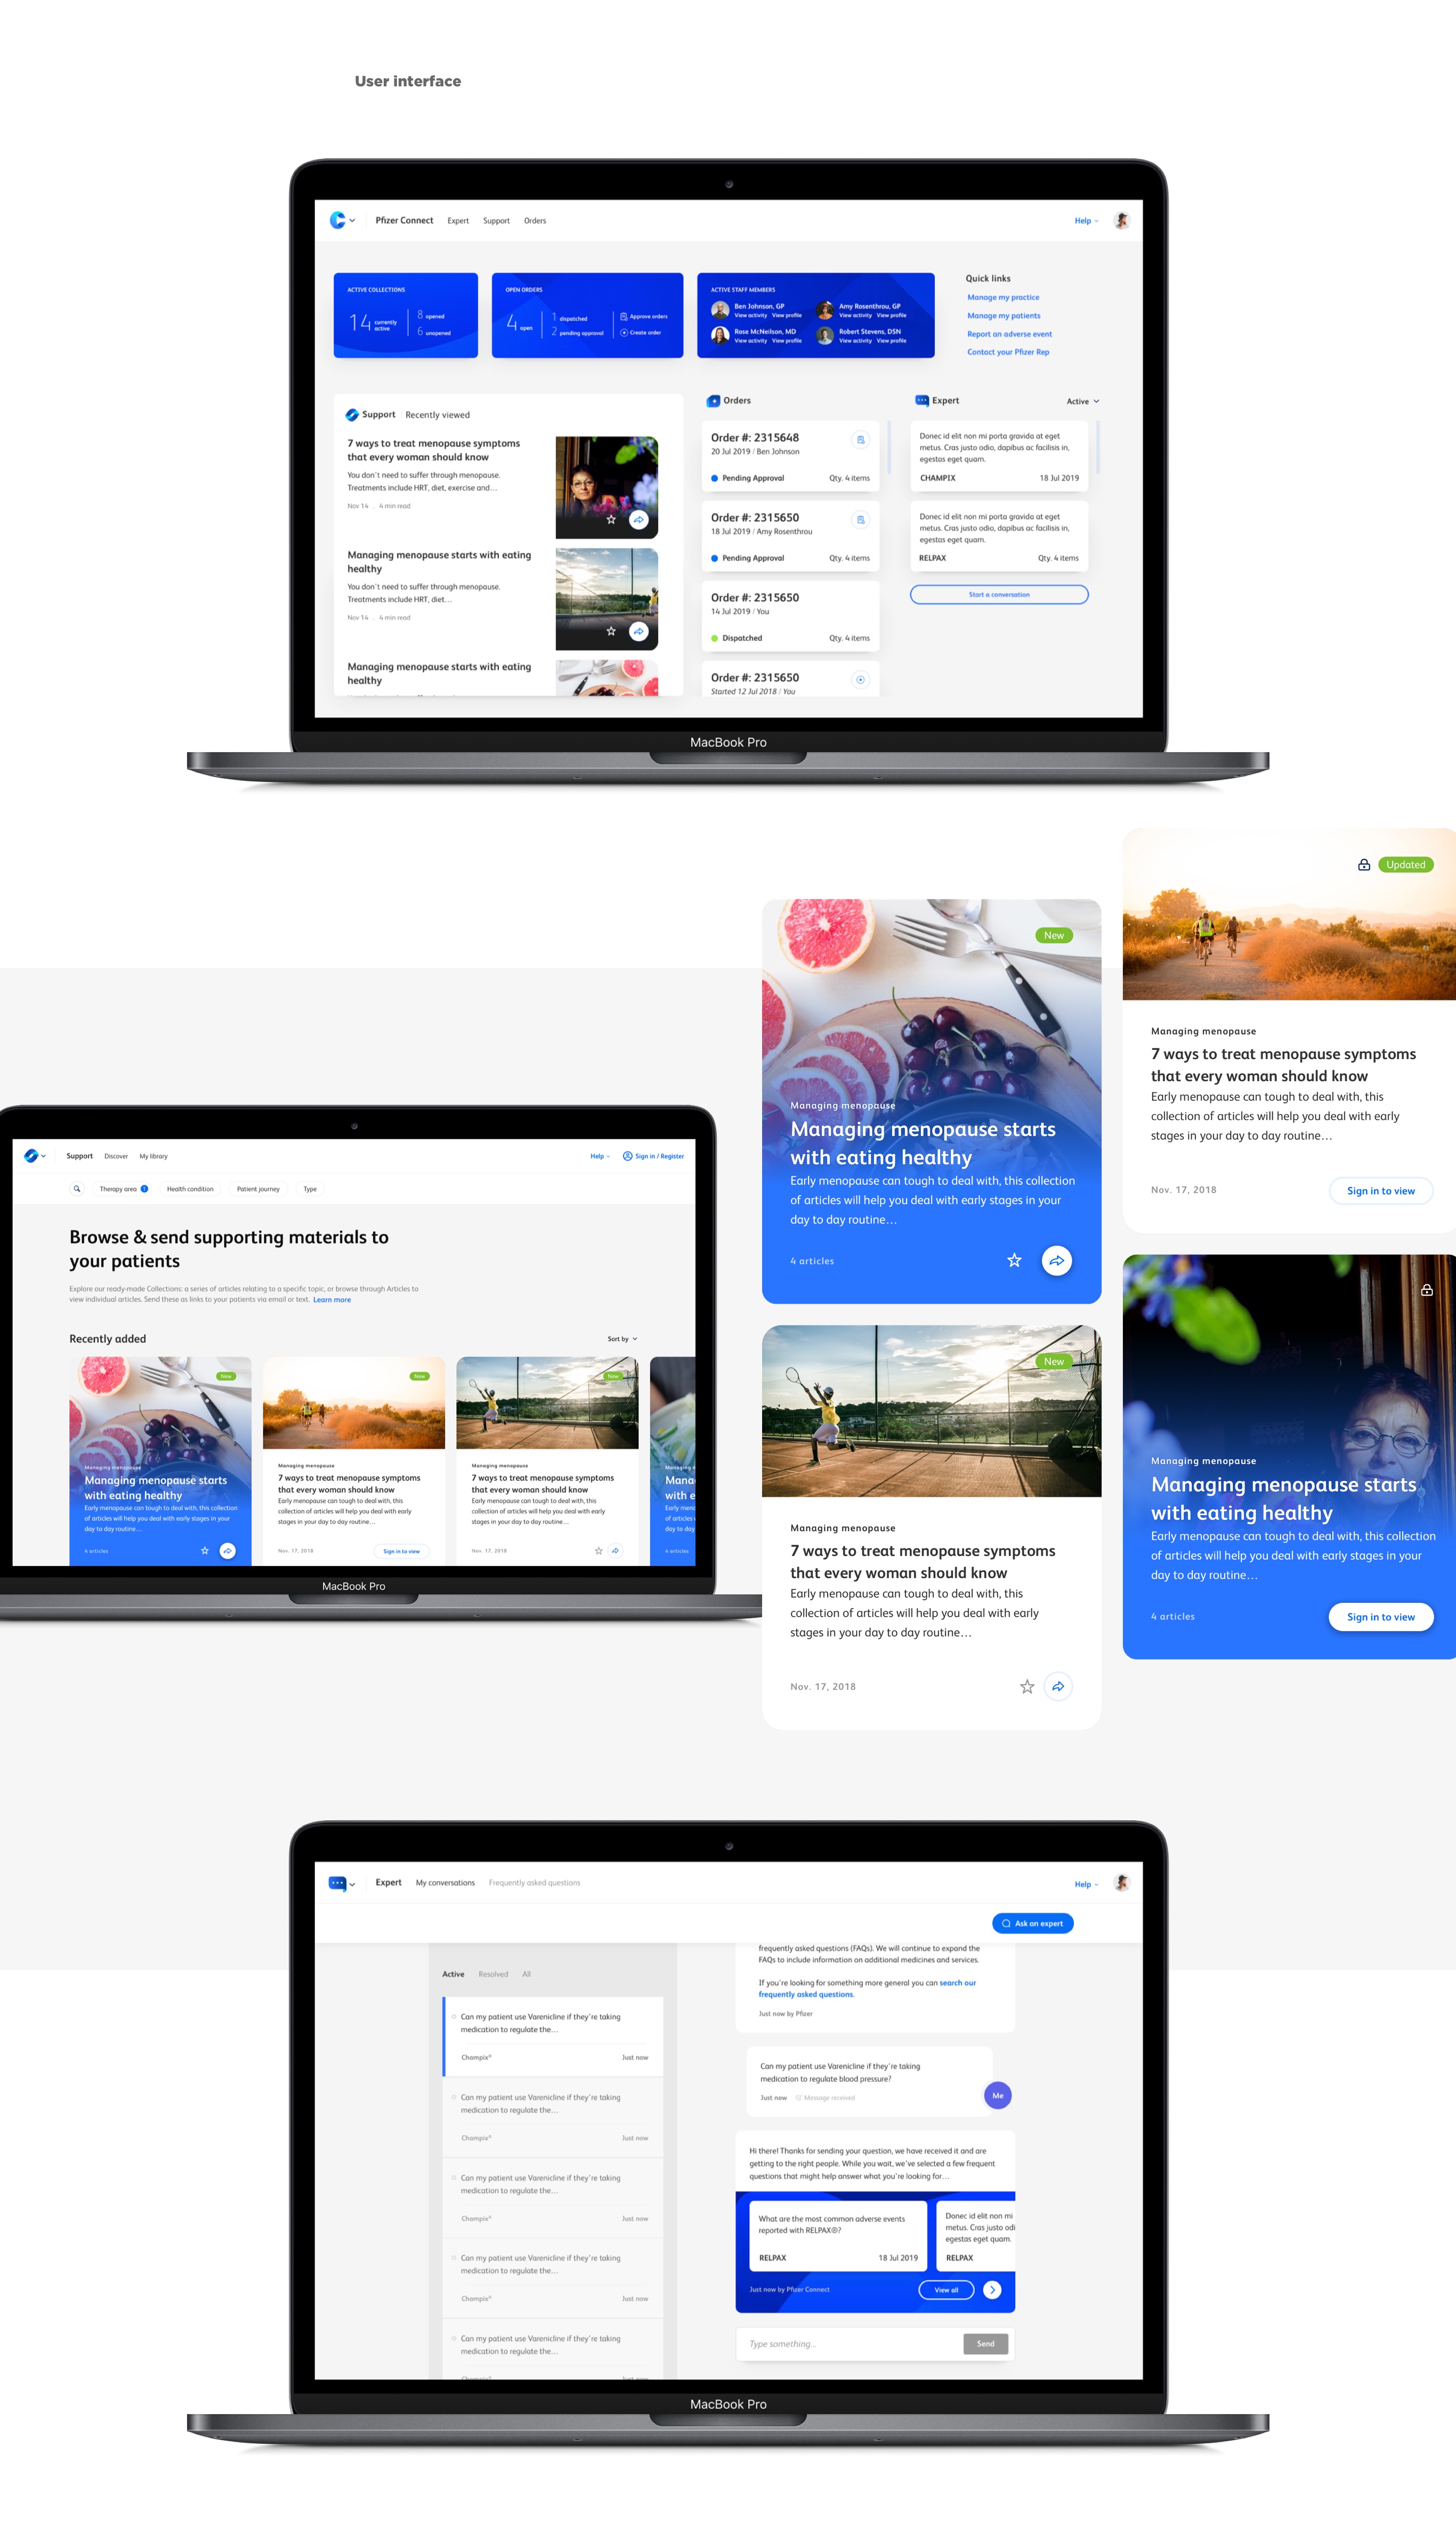 User interface
Pfizer Connect Expert Support Orders Help
ACTIVE COLLECTIONS
14 currently active
8 opened
6 unopened
OPEN ORDERS
4 open
1 dispatched
2 pending approval
Approve orders
Create order
ACTIVE STAFF MEMBERS
Ben Johnson, GP
View activity View profile
Amy Rosenthrou, GP
View activity View profile
Rose McNeilson, MD
View activity View profile
Robert Stevens, DSN
View activity View profile
Quick links
Manage my practice
Manage my patients
Report an adverse event
Contact your Pfizer Rep
Support Recently viewed
7 ways to treat menopause symptoms
that every woman should know
You don't need to suffer through menopause.
Treatments include HRT, diet, exercise and...
Nov 14 . 4 min read
Managing menopause starts with eating
healthy
You don't need to suffer through menopause.
Treatments include HRT, diet...
Nov 14 . 4 min read
Managing menopause starts with eating
healthy
Orders
Order #: 2315648
20 Jul 2019 / Ben Johnson
Pending Approval Qty. 4 items
Order #: 2315650
18 Jul 2019 / Amy Rosenthrou
Pending Approval Qty. 4 items
Order #: 2315650
14 Jul 2019 / You
Dispatched Qty. 4 items
Order #: 2315650
Started 12 Jul 2018 / You
Expert Active
Donec id elit non mi porta gravida at eget
metus. Cras justo odio, dapibus ac facilisis in,
egestas eget quam.
CHAMPIX 18 Jul 2019
Donec id elit non mi porta gravida at eget
metus. Cras justo odio, dapibus ac facilisis in,
egestas eget quam.
RELPAX Qty. 4 items
Start a conversation
MacBook Pro
Updated
Managing menopause
7 ways to treat menopause symptoms
that every woman should know
Early menopause can tough to deal with, this
collection of articles will help you deal with early
stages in your day to day routine...
Nov. 17, 2018 Sign in to view
New
Managing menopause
Managing menopause starts
with eating healthy
Early menopause can tough to deal with, this collection
of articles will help you deal with early stages in your
day to day routine...
4 articles
Support Discover My library Help Sign in / Register
Therapy area 1 Health condition Patient journey Type
Browse & send supporting materials to
your patients
Explore our ready-made Collections: a series of articles relating to a specific topic, or browse through Articles to
view individual articles. Send these as links to your patients via email or text. Learn more
Recently added Sort by
New
Managing menopause
Managing menopause starts
with eating healthy
Early menopause can tough to deal with, this collection
of articles will help you deal with early stages in your
day to day routine...
4 articles
New
Managing menopause
7 ways to treat menopause symptoms
that every woman should know
Early menopause can tough to deal with, this
collection of articles will help you deal with early
stages in your day to day routine...
Nov. 17, 2018 Sign in to view
New
Managing menopause
7 ways to treat menopause symptoms
that every woman should know
Early menopause can tough to deal with, this
collection of articles will help you deal with early
stages in your day to day routine...
Nov. 17, 2018
Mana
with e
Early meno
of articles
day to day
4 articles
MacBook Pro
New
Managing menopause
7 ways to treat menopause symptoms
that every woman should know
Early menopause can tough to deal with, this
collection of articles will help you deal with early
stages in your day to day routine...
Nov. 17, 2018
Managing menopause
Managing menopause starts
with eating healthy
Early menopause can tough to deal with, this collection
of articles will help you deal with early stages in your
day to day routine...
4 articles Sign in to view
Expert My conversations Frequently asked questions Help
Ask an expert
Active Resolved All
Can my patient use Varenicline if they're taking
medication to regulate the...
Champix® Just now
Can my patient use Varenicline if they're taking
medication to regulate the...
Champix® Just now
Can my patient use Varenicline if they're taking
medication to regulate the...
Champix® Just now
Can my patient use Varenicline if they're taking
medication to regulate the...
Champix® Just now
Can my patient use Varenicline if they're taking
medication to regulate the...
frequently asked questions (FAQs). We will continue to expand the
FAQs to include information on additional medicines and services.
If you're looking for something more general you can search our
frequently asked questions.
Just now by Pfizer
Can my patient use Varenicline if they're taking
medication to regulate blood pressure?
Just now Message received
Me
Hi there! Thanks for sending your question, we have received it and are
getting to the right people. While you wait, we've selected a few frequent
questions that might help answer what you're looking for...
What are the most common adverse events
reported with RELPAX®?
RELPAX 18 Jul 2019
Donec id elit non mi
metus. Cras justo odi
egestas eget quam.
RELPAX
Just now by Pfizer Connect View all
Type something... Send
MacBook Pro